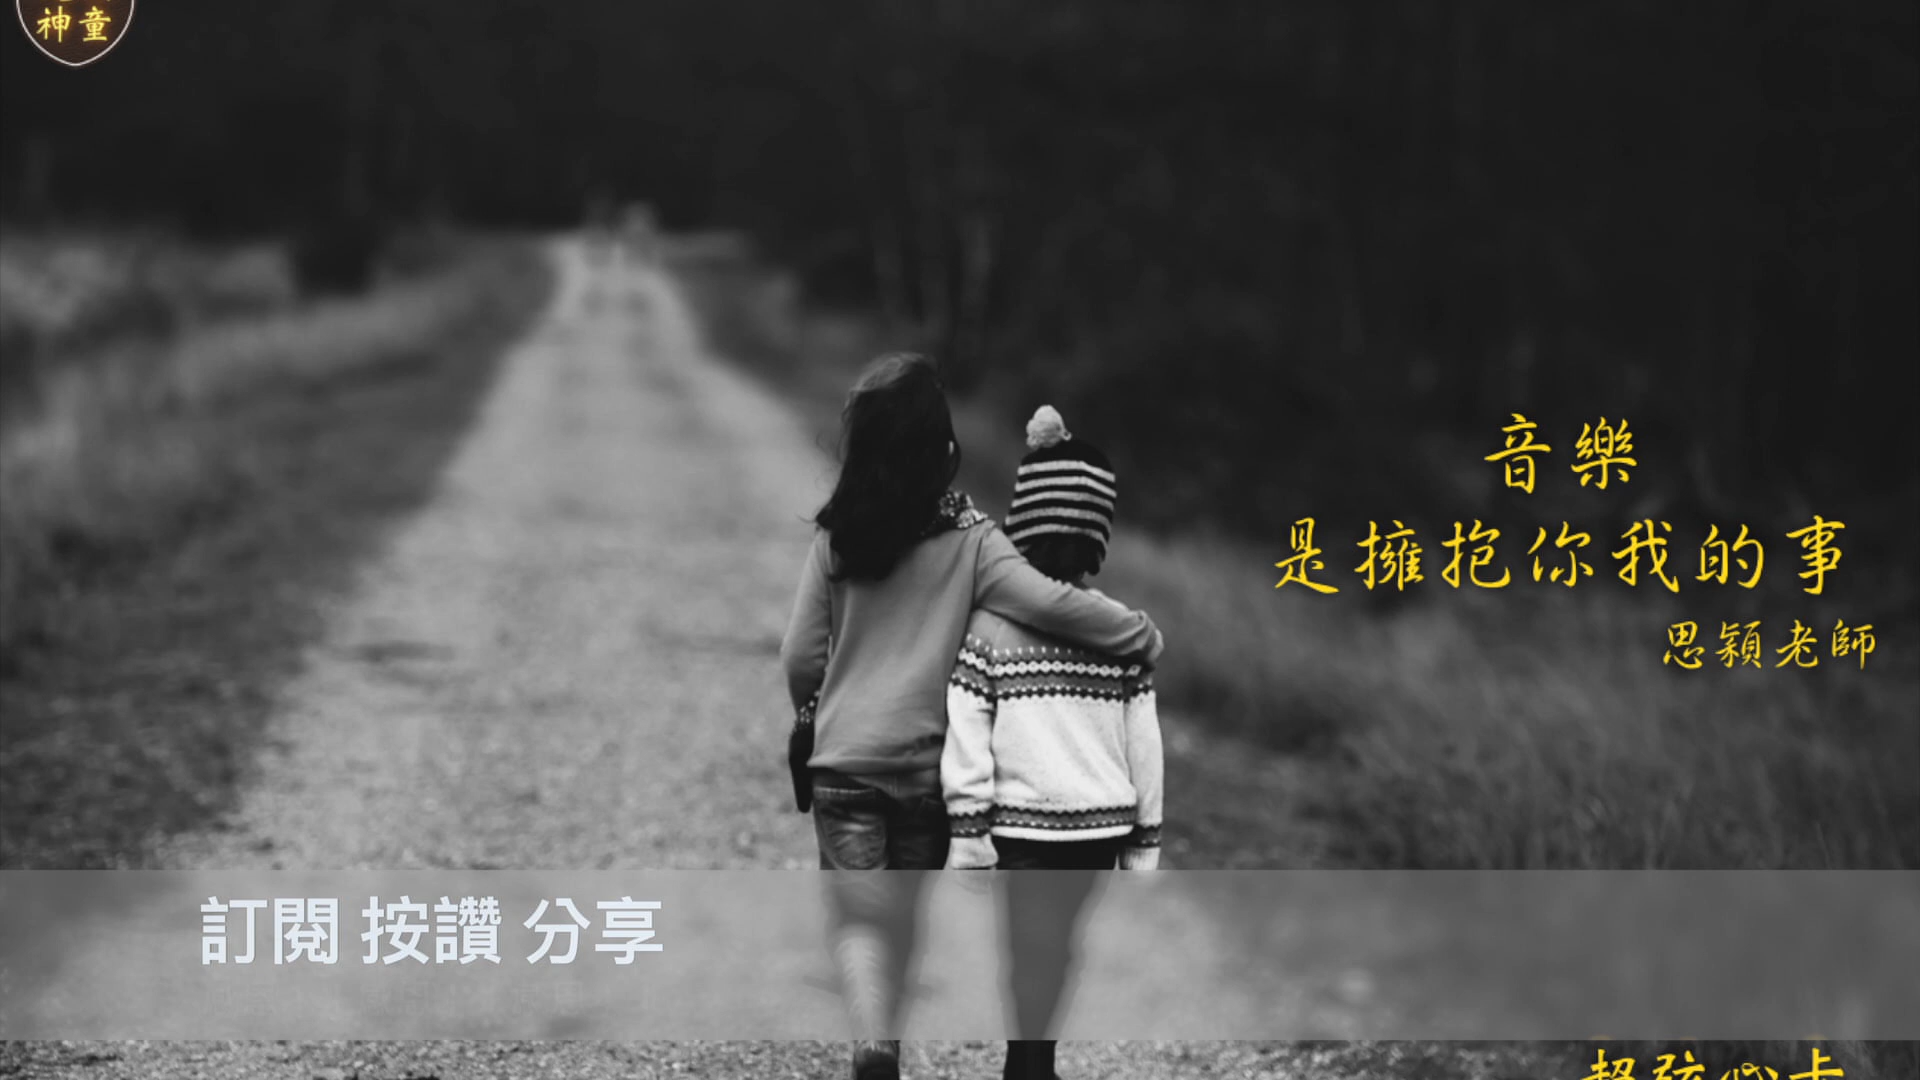 神童
音樂
是擁抱你我的事
思穎老師
訂閱 按讚 分享